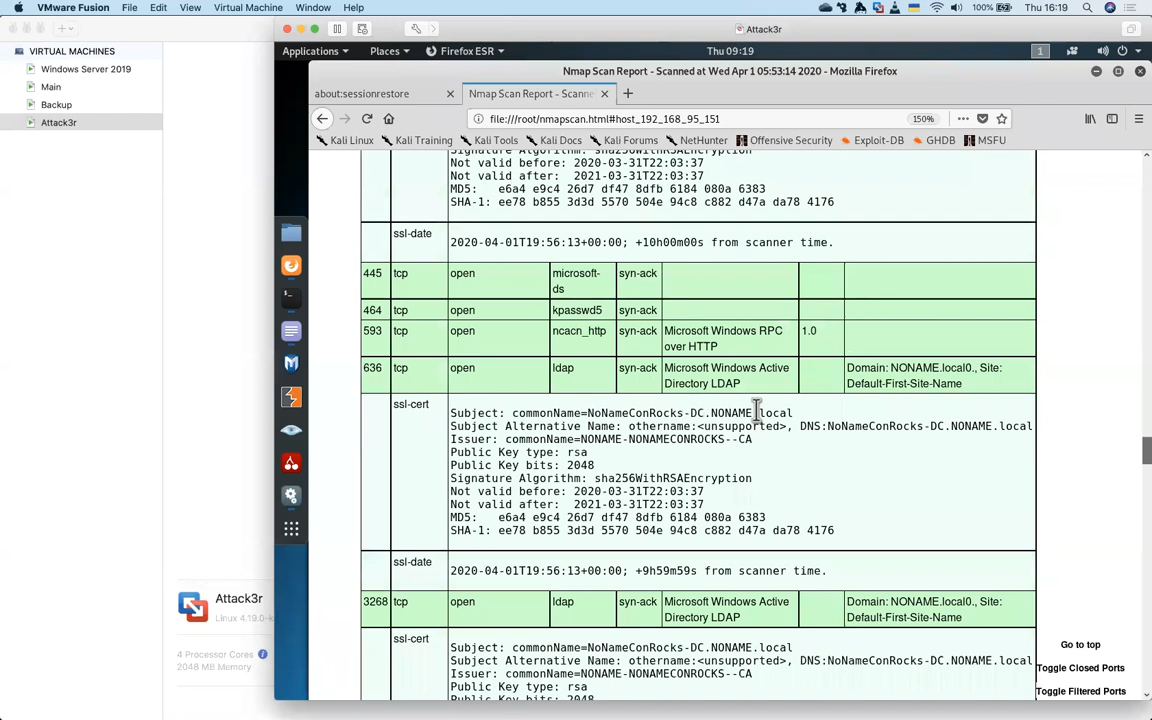 VMware Fusion File Edit View Virtual Machine Window Help 100% Thu 16:19
Attack3r
VIRTUAL MACHINES
Windows Server 2019
Main
Backup
Attack3r
Applications Places Firefox ESR Thu 09:19 1
Nmap Scan Report - Scanned at Wed Apr 1 05:53:14 2020 - Mozilla Firefox
about:sessionrestore
Nmap Scan Report - Scanne
file:///root/nmapscan.html#host_192_168_95_151 150%
Kali Linux Kali Training Kali Tools Kali Docs Kali Forums NetHunter Offensive Security Exploit-DB GHDB MSFU
Signature Algorithm: sha256WithRSAEncryption
Not valid before: 2020-03-31T22:03:37
Not valid after: 2021-03-31T22:03:37
MD5: e6a4 e9c4 26d7 df47 8dfb 6184 080a 6383
SHA-1: ee78 b855 3d3d 5570 504e 94c8 c882 d47a da78 4176
ssl-date
2020-04-01T19:56:13+00:00; +10h00m00s from scanner time.
445 tcp open microsoft-ds syn-ack
464 tcp open kpasswd5 syn-ack
593 tcp open ncacn_http syn-ack Microsoft Windows RPC over HTTP 1.0
636 tcp open ldap syn-ack Microsoft Windows Active Directory LDAP Domain: NONAME.local0., Site: Default-First-Site-Name
ssl-cert
Subject: commonName=NoNameConRocks-DC.NONAME.local
Subject Alternative Name: othername:<unsupported>, DNS:NoNameConRocks-DC.NONAME.local
Issuer: commonName=NONAME-NONAMECONROCKS--CA
Public Key type: rsa
Public Key bits: 2048
Signature Algorithm: sha256WithRSAEncryption
Not valid before: 2020-03-31T22:03:37
Not valid after: 2021-03-31T22:03:37
MD5: e6a4 e9c4 26d7 df47 8dfb 6184 080a 6383
SHA-1: ee78 b855 3d3d 5570 504e 94c8 c882 d47a da78 4176
ssl-date
2020-04-01T19:56:13+00:00; +9h59m59s from scanner time.
3268 tcp open ldap syn-ack Microsoft Windows Active Directory LDAP Domain: NONAME.local0., Site: Default-First-Site-Name
ssl-cert
Subject: commonName=NoNameConRocks-DC.NONAME.local
Subject Alternative Name: othername:<unsupported>, DNS:NoNameConRocks-DC.NONAME.local
Issuer: commonName=NONAME-NONAMECONROCKS--CA
Public Key type: rsa
Public Key bits: 2048
Go to top
Toggle Closed Ports
Toggle Filtered Ports
Attack3r
Linux 4.19.0-k
4 Processor Cores
2048 MB Memory